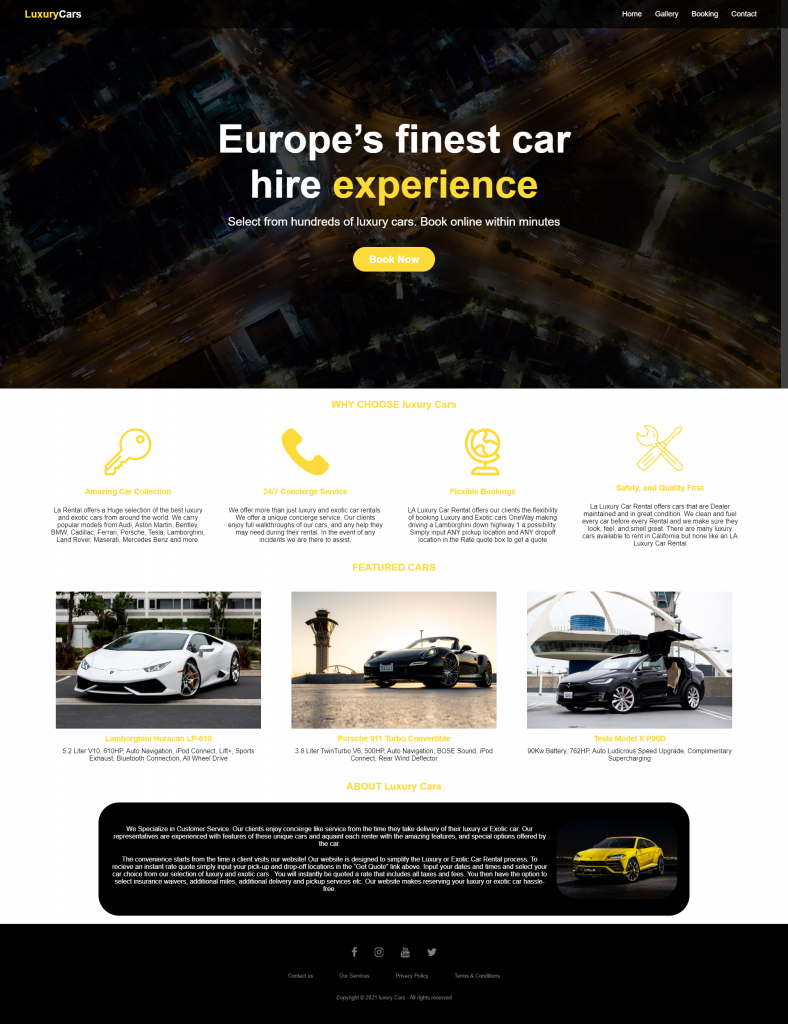 LuxuryCars
Home Gallery Booking Contact
Europe's finest car
hire experience
Select from hundreds of luxury cars. Book online within minutes
Book Now
WHY CHOOSE luxury Cars
Amazing Car Collection
La Rental offers a Huge selection of the best luxury
and exotic cars from around the world. We carry
popular models from Audi, Aston Martin, Bentley,
BMW, Cadillac, Ferrari, Porsche, Tesla, Lamborghini,
Land Rover, Maserati, Mercedes Benz and more.
24/7 Concierge Service
We offer more than just luxury and exotic car rentals.
We offer a unique concierge service. Our clients
enjoy full walkthroughs of our cars, and any help they
may need during their rental. In the event of any
incidents we are there to assist.
Flexible Bookings
LA Luxury Car Rental offers our clients the flexibility
of booking Luxury and Exotic cars OneWay making
driving a Lamborghini down highway 1 a possibility.
Simply input ANY pickup location and ANY dropoff
location in the Rate quote box to get a quote
Safety, and Quality First
La Luxury Car Rental offers cars that are Dealer
maintained and in great condition. We clean and fuel
every car before every Rental and we make sure they
look, feel, and smell great. There are many luxury
cars available to rent in California but none like an LA
Luxury Car Rental
FEATURED CARS
Lamborghini Huracan LP-610
5.2 Liter V10, 610HP, Auto Navigation, iPod Connect, Lift+, Sports
Exhaust, Bluetooth Connection, All Wheel Drive
Porsche 911 Turbo Convertible
3.8 Liter TwinTurbo V6, 500HP, Auto Navigation, BOSE Sound, iPod
Connect, Rear Wind Deflector
Tesla Model X P90D
90Kw Battery, 762HP, Auto Ludicrous Speed Upgrade, Complimentary
Supercharging
ABOUT Luxury Cars
We Specialize in Customer Service. Our clients enjoy concierge like service from the time they take delivery of their luxury or Exotic car. Our
representatives are experienced with features of these unique cars and aquaint each renter with the amazing features, and special options offered by
the car.
The convenience starts from the time a client visits our website! Our website is designed to simplify the Luxury or Exotic Car Rental process. To
recieve an instant rate quote simply input your pick-up and drop-off locations in the "Get Quote" link above. Input your dates and times and select your
car choice from our selection of luxury and exotic cars . You will instantly be quoted a rate that includes all taxes and fees. You then have the option to
select insurance waivers, additional miles, additional delivery and pickup services etc. Our website makes reserving your luxury or exotic car hassle-
free.
Contact us Our Services Privacy Policy Terms & Conditions
Copyright © 2021 luxury Cars - All rights reserved